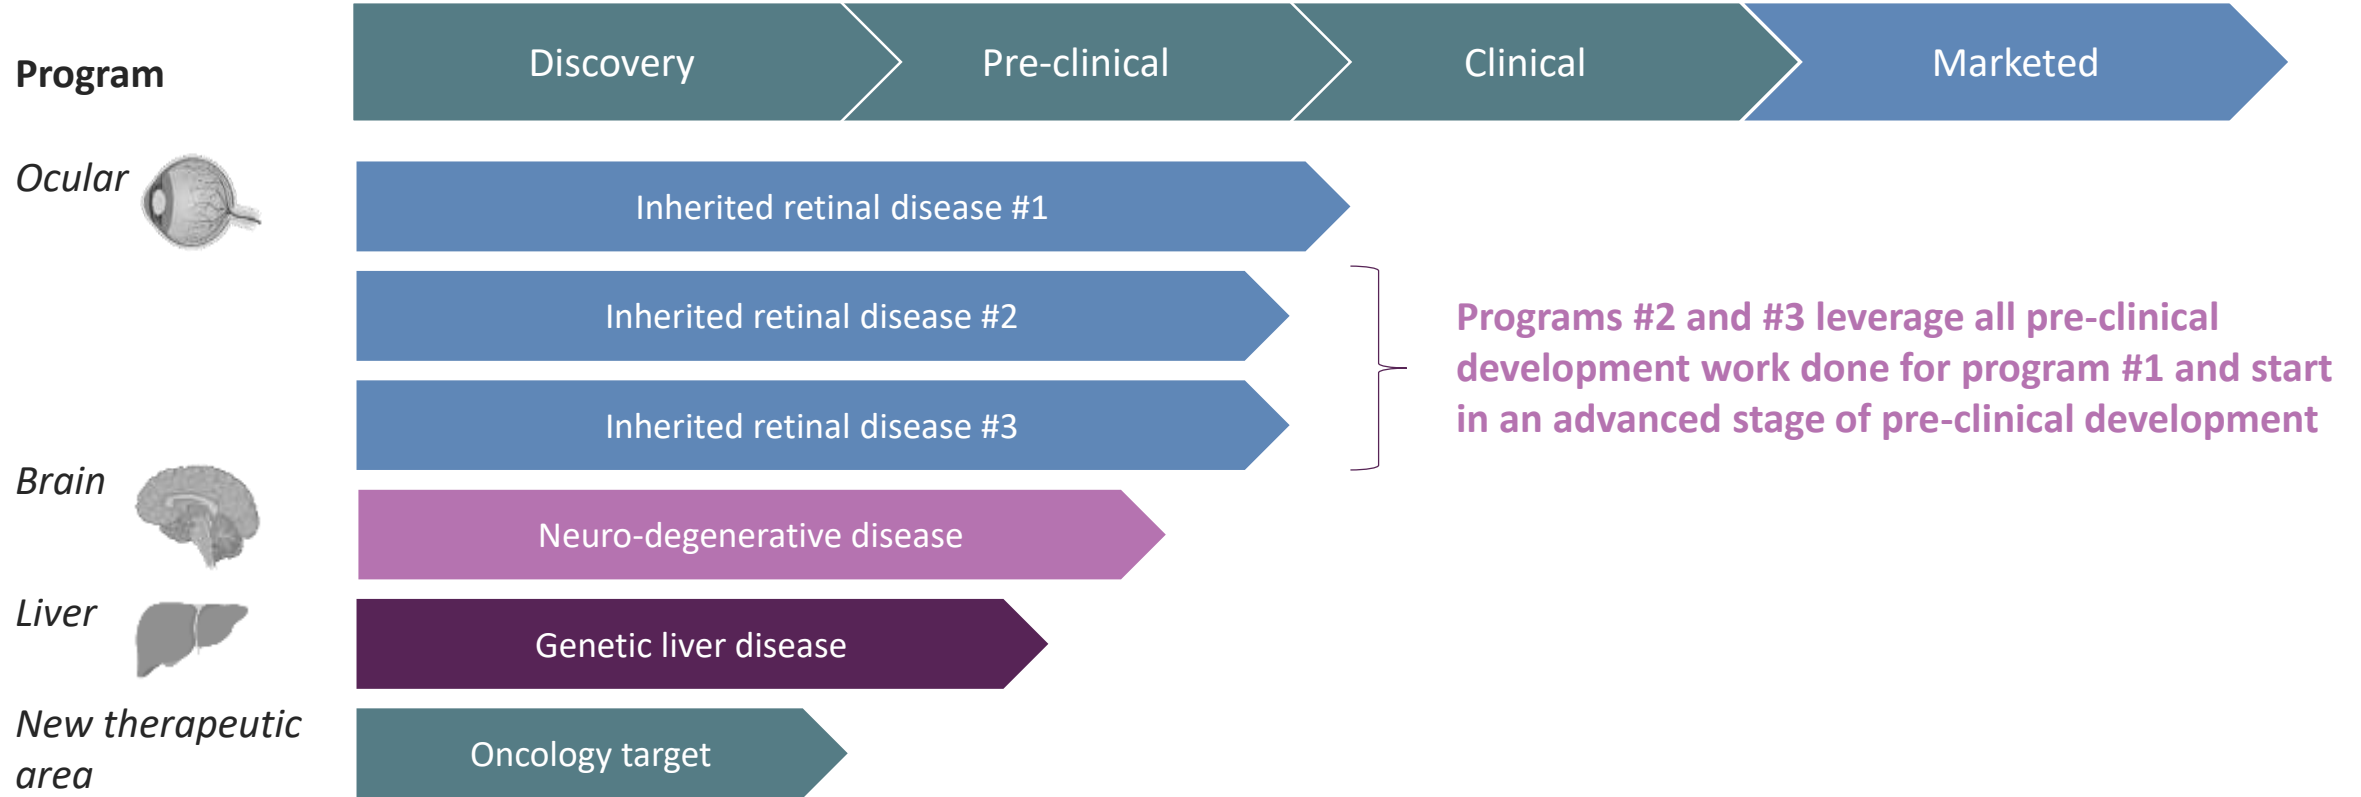 Program
Discovery
Pre-clinical
Clinical
Marketed
Ocular
Inherited retinal disease #1
Inherited retinal disease #2
Inherited retinal disease #3
Programs #2 and #3 leverage all pre-clinical
development work done for program #1 and start
in an advanced stage of pre-clinical development
Brain
Neuro-degenerative disease
Liver
Genetic liver disease
New therapeutic
area
Oncology target